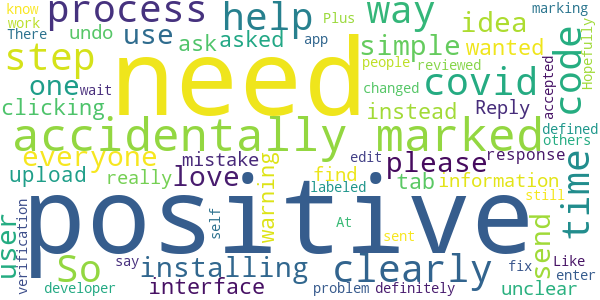 know process help way idea marking
work Plus
There undo use ask asked app Hopefully
step need simple wanted
one wait people reviewed accepted code
clicking covid
changed instead Reply
accidentally marked defined
everyone mistake edit please response others
upload really love warning find tab information
labeled still
user positive time
verification self At sent send
So say installing clearly Like
interface unclear enter
developer problem definitely fix